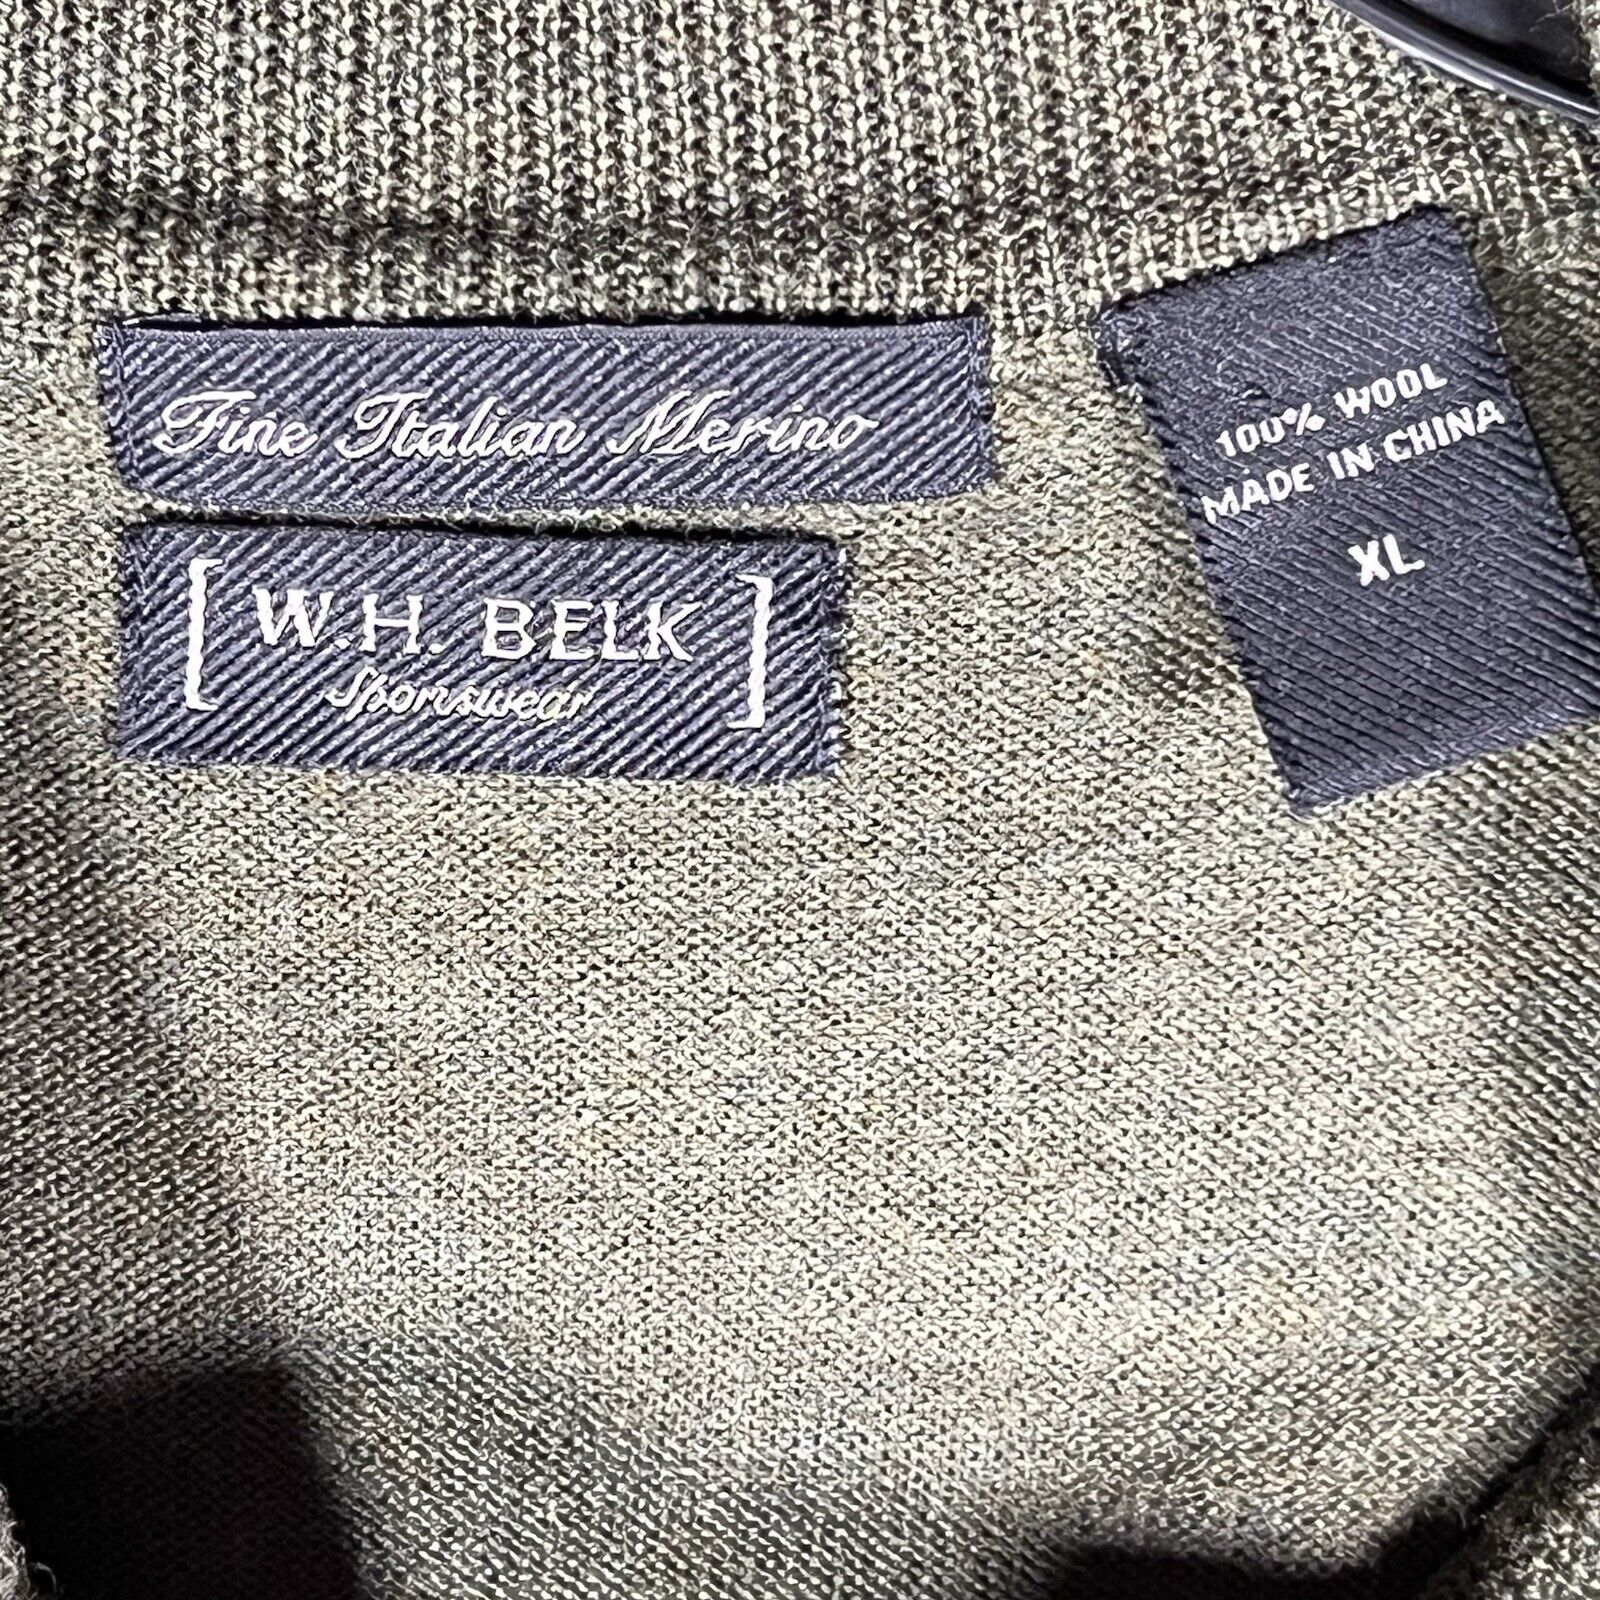 Fine Italian Merino
[W.H. BELK]
Sportswear
100% WOOL
MADE IN CHINA
XL